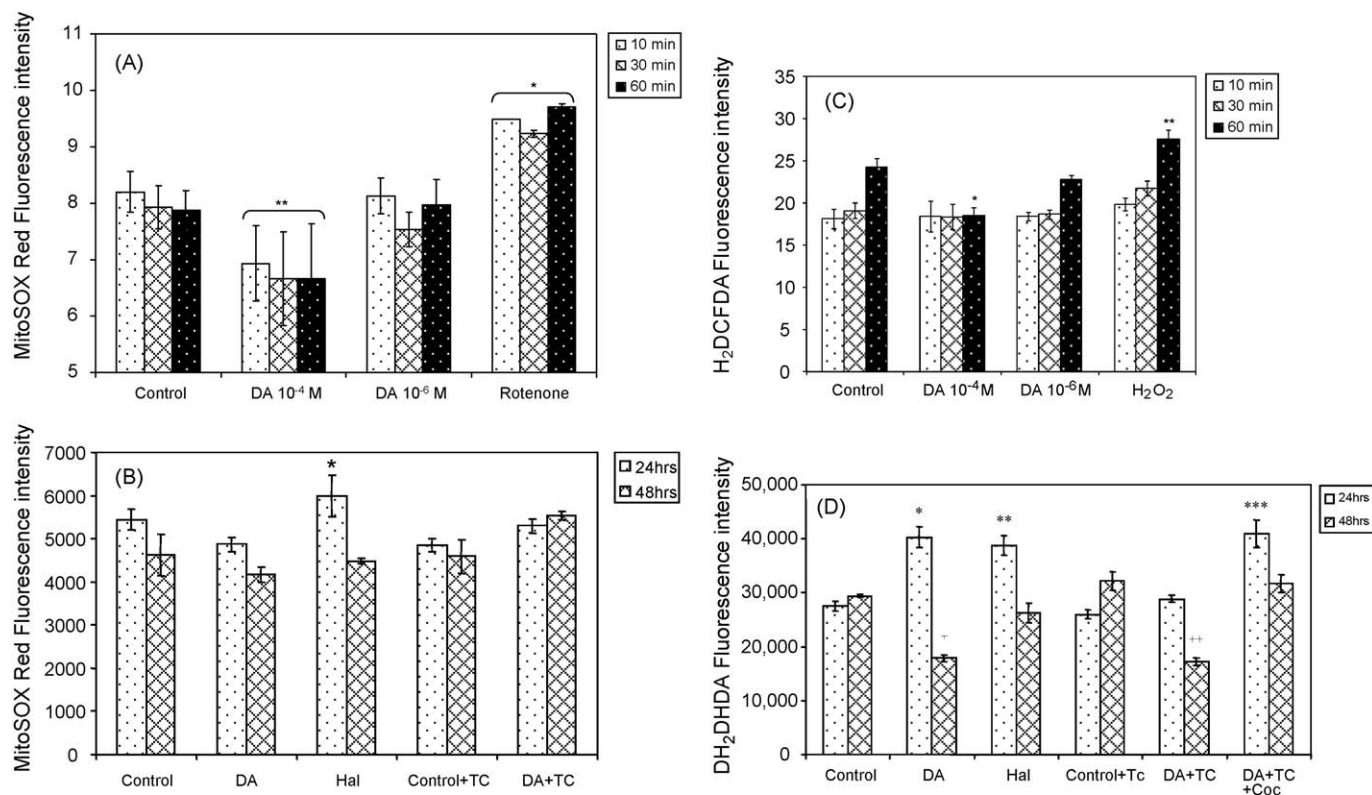 (A)
MitoSOX Red Fluorescence intensity
11
10
9
8
7
6
5
10 min
30 min
60 min
**
*
Control
DA 10⁻⁴ M
DA 10⁻⁶ M
Rotenone
(C)
H₂DCFDA Fluorescence intensity
35
30
25
20
15
10
5
0
10 min
30 min
60 min
*
**
Control
DA 10⁻⁴M
DA 10⁻⁶M
H₂O₂
(B)
MitoSOX Red Fluorescence intensity
7000
6000
5000
4000
3000
2000
1000
0
24hrs
48hrs
*
Control
DA
Hal
Control+TC
DA+TC
(D)
DH₂DHDA Fluorescence intensity
50,000
40,000
30,000
20,000
10,000
0
24hrs
48hrs
*
+
**
++
***
Control
DA
Hal
Control+Tc
DA+TC
DA+TC
+Coc